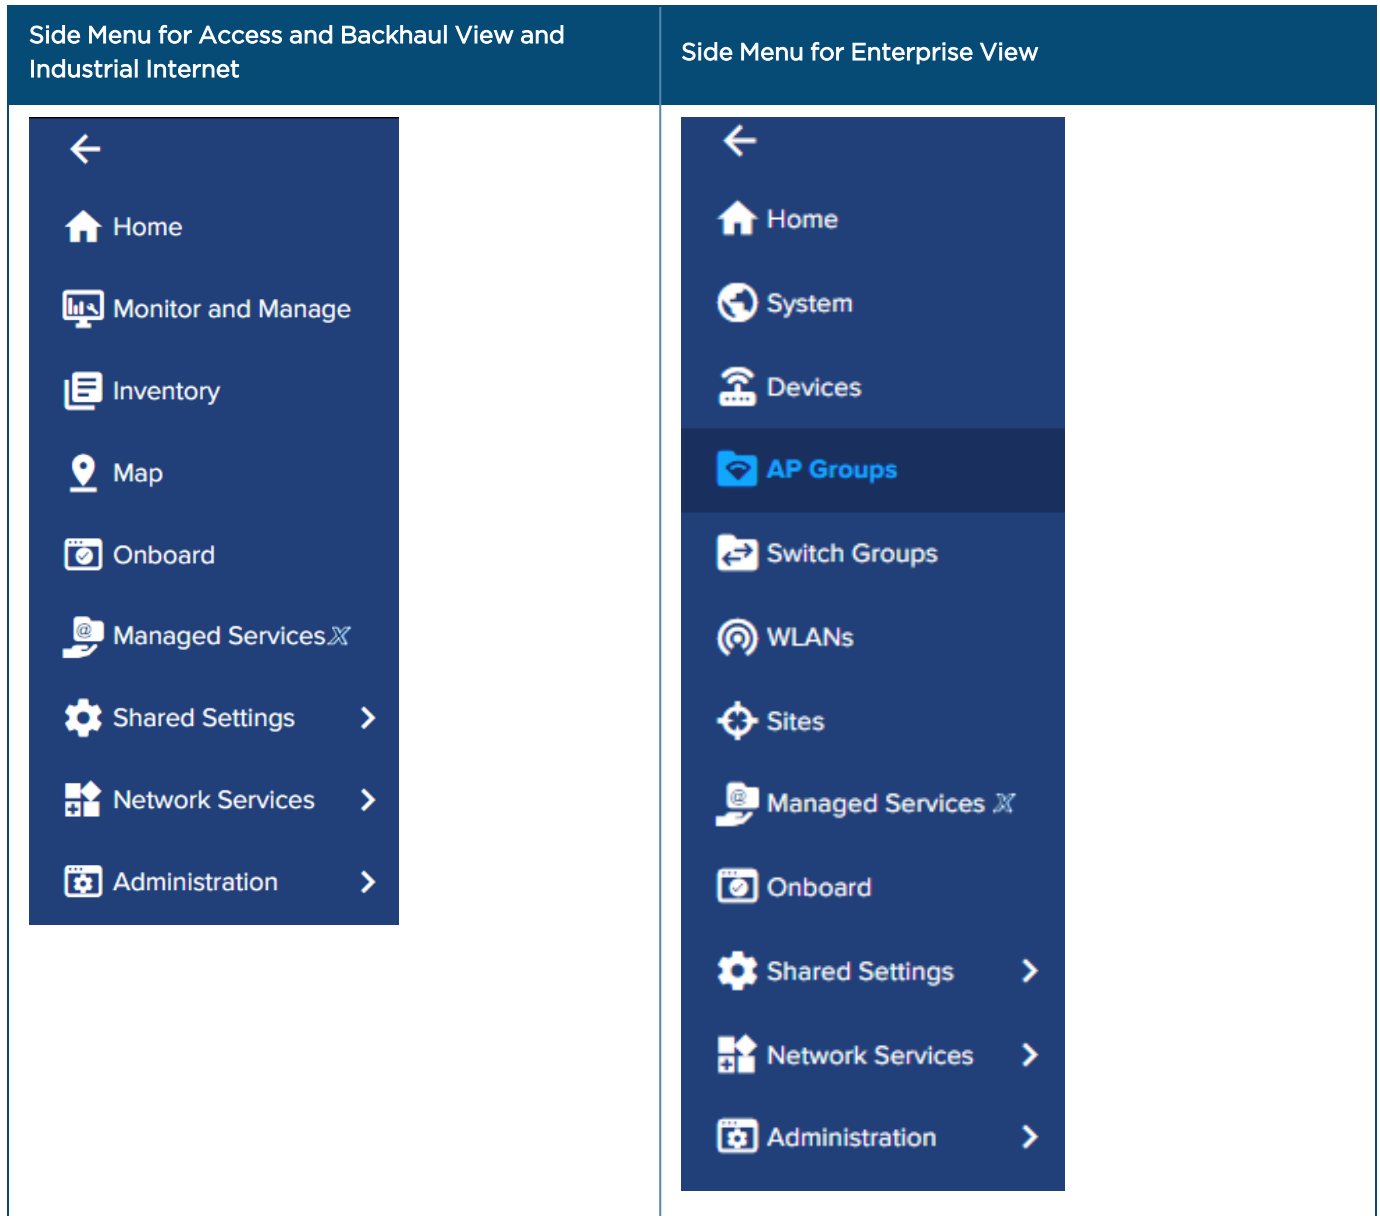 Side Menu for Access and Backhaul View and
Industrial Internet
Side Menu for Enterprise View
Home
Monitor and Manage
Inventory
Map
Onboard
Managed Services X
Shared Settings
Network Services
Administration
Home
System
Devices
AP Groups
Switch Groups
WLANs
Sites
Managed Services X
Onboard
Shared Settings
Network Services
Administration